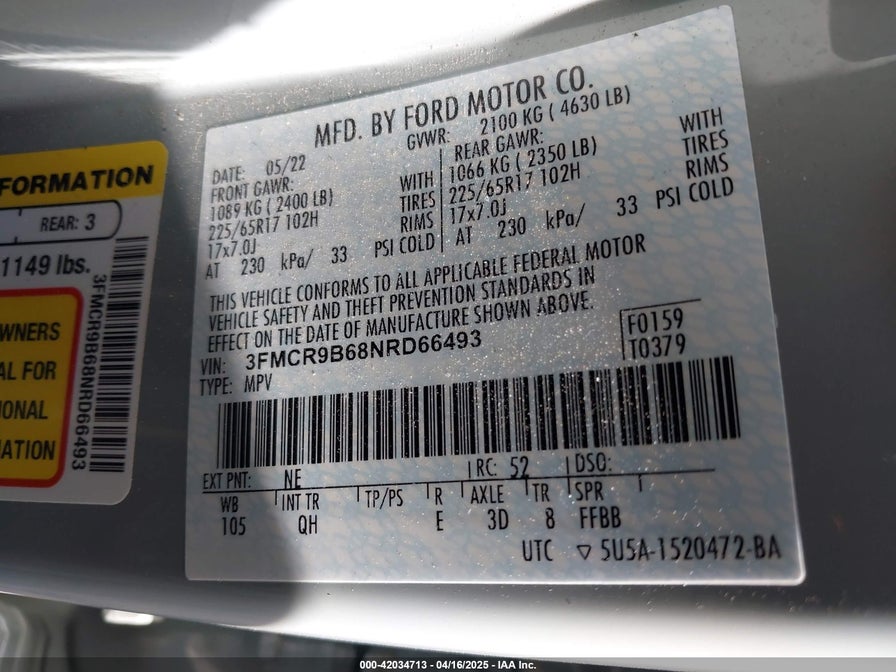 FORMATION
REAR: 3
1149 lbs.
WNERS
AL FOR
IONAL
ATION
3FMCR9B68NRD66493
MFD. BY FORD MOTOR CO.
DATE: 05/22
GVWR: 2100 KG ( 4630 LB)
FRONT GAWR:
1089 KG ( 2400 LB) WITH
225/65R17 102H TIRES
17x7.0J RIMS
AT 230 kPa/ 33 PSI COLD
REAR GAWR:
1066 KG ( 2350 LB) WITH
225/65R17 102H TIRES
17x7.0J RIMS
AT 230 kPa/ 33 PSI COLD
THIS VEHICLE CONFORMS TO ALL APPLICABLE FEDERAL MOTOR
VEHICLE SAFETY AND THEFT PREVENTION STANDARDS IN
EFFECT ON THE DATE OF MANUFACTURE SHOWN ABOVE.
VIN: 3FMCR9B68NRD66493
TYPE: MPV
F0159
T0379
EXT PNT: NE RC: 52 DSO:
WB INT TR TP/PS R AXLE TR SPR
105 QH E 3D 8 FFBB
UTC ▽ 5U5A-1520472-BA
000-42034713 - 04/16/2025 - IAA Inc.